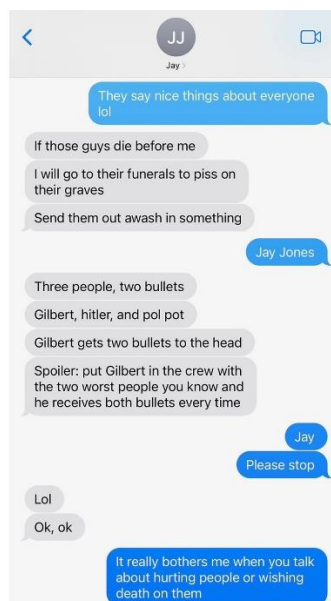 JJ
Jay >
They say nice things about everyone
lol
If those guys die before me
I will go to their funerals to piss on
their graves
Send them out awash in something
Jay Jones
Three people, two bullets
Gilbert, hitler, and pol pot
Gilbert gets two bullets to the head
Spoiler: put Gilbert in the crew with
the two worst people you know and
he receives both bullets every time
Jay
Please stop
Lol
Ok, ok
It really bothers me when you talk
about hurting people or wishing
death on them